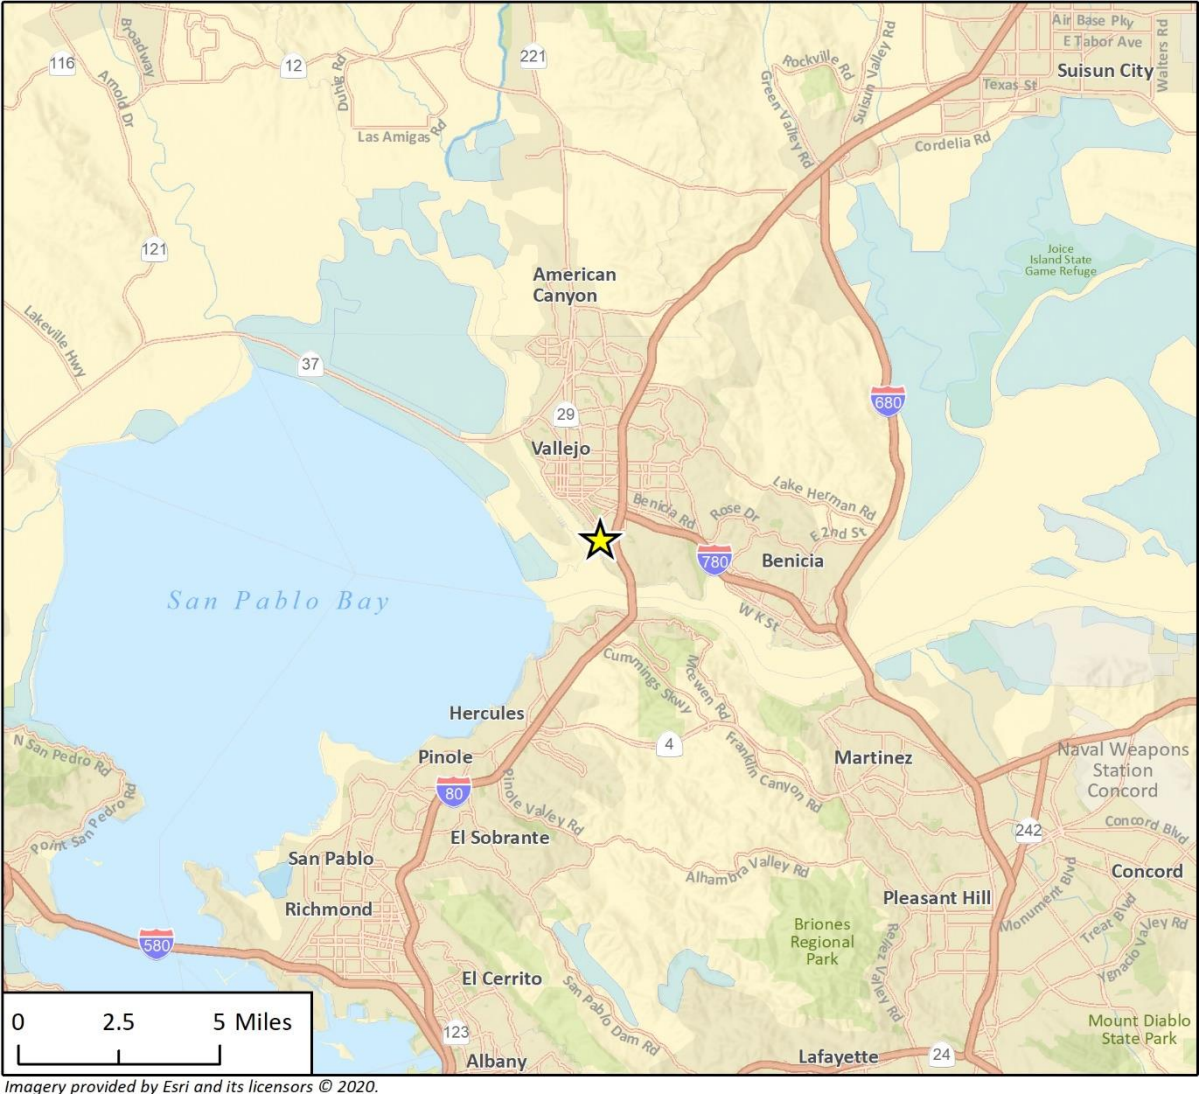 116
Broadway
12
221
Duhig Rd
Arnold Dr
Las Amigas Rd
Rockville Rd
Green Valley Rd
Suisun Valley Rd
Air Base Pky
E Tabor Ave
Walters Rd
Suisun City
Texas St
Cordelia Rd
121
Joice
Island State
Game Refuge
American
Canyon
Lakeville Hwy
37
29
680
Vallejo
Lake Herman Rd
Benicia Rd
Rose Dr
E 2nd St
780
Benicia
San Pablo Bay
W K St
Cummings Skwy
Mcewen Rd
Hercules
4
Franklin Canyon Rd
N San Pedro Rd
Pinole
Martinez
Naval Weapons
Station
Concord
80
Pinole Valley Rd
Point San Pedro Rd
El Sobrante
242
Concord Blvd
San Pablo
Alhambra Valley Rd
Concord
Richmond
Pleasant Hill
Monument Blvd
Treat Blvd
Briones
Regional
Park
Reliez Valley Rd
Ygnacio Valley Rd
580
El Cerrito
San Pablo Dam Rd
0 2.5 5 Miles
123
Mount Diablo
State Park
Albany
Lafayette
24
Imagery provided by Esri and its licensors © 2020.